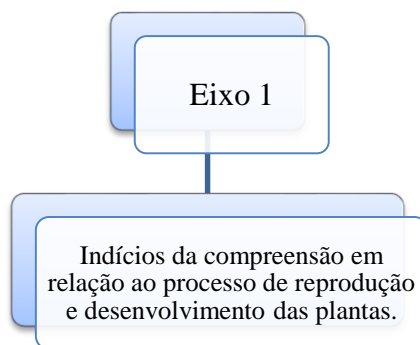 Eixo 1
Indícios da compreensão em
relação ao processo de reprodução
e desenvolvimento das plantas.